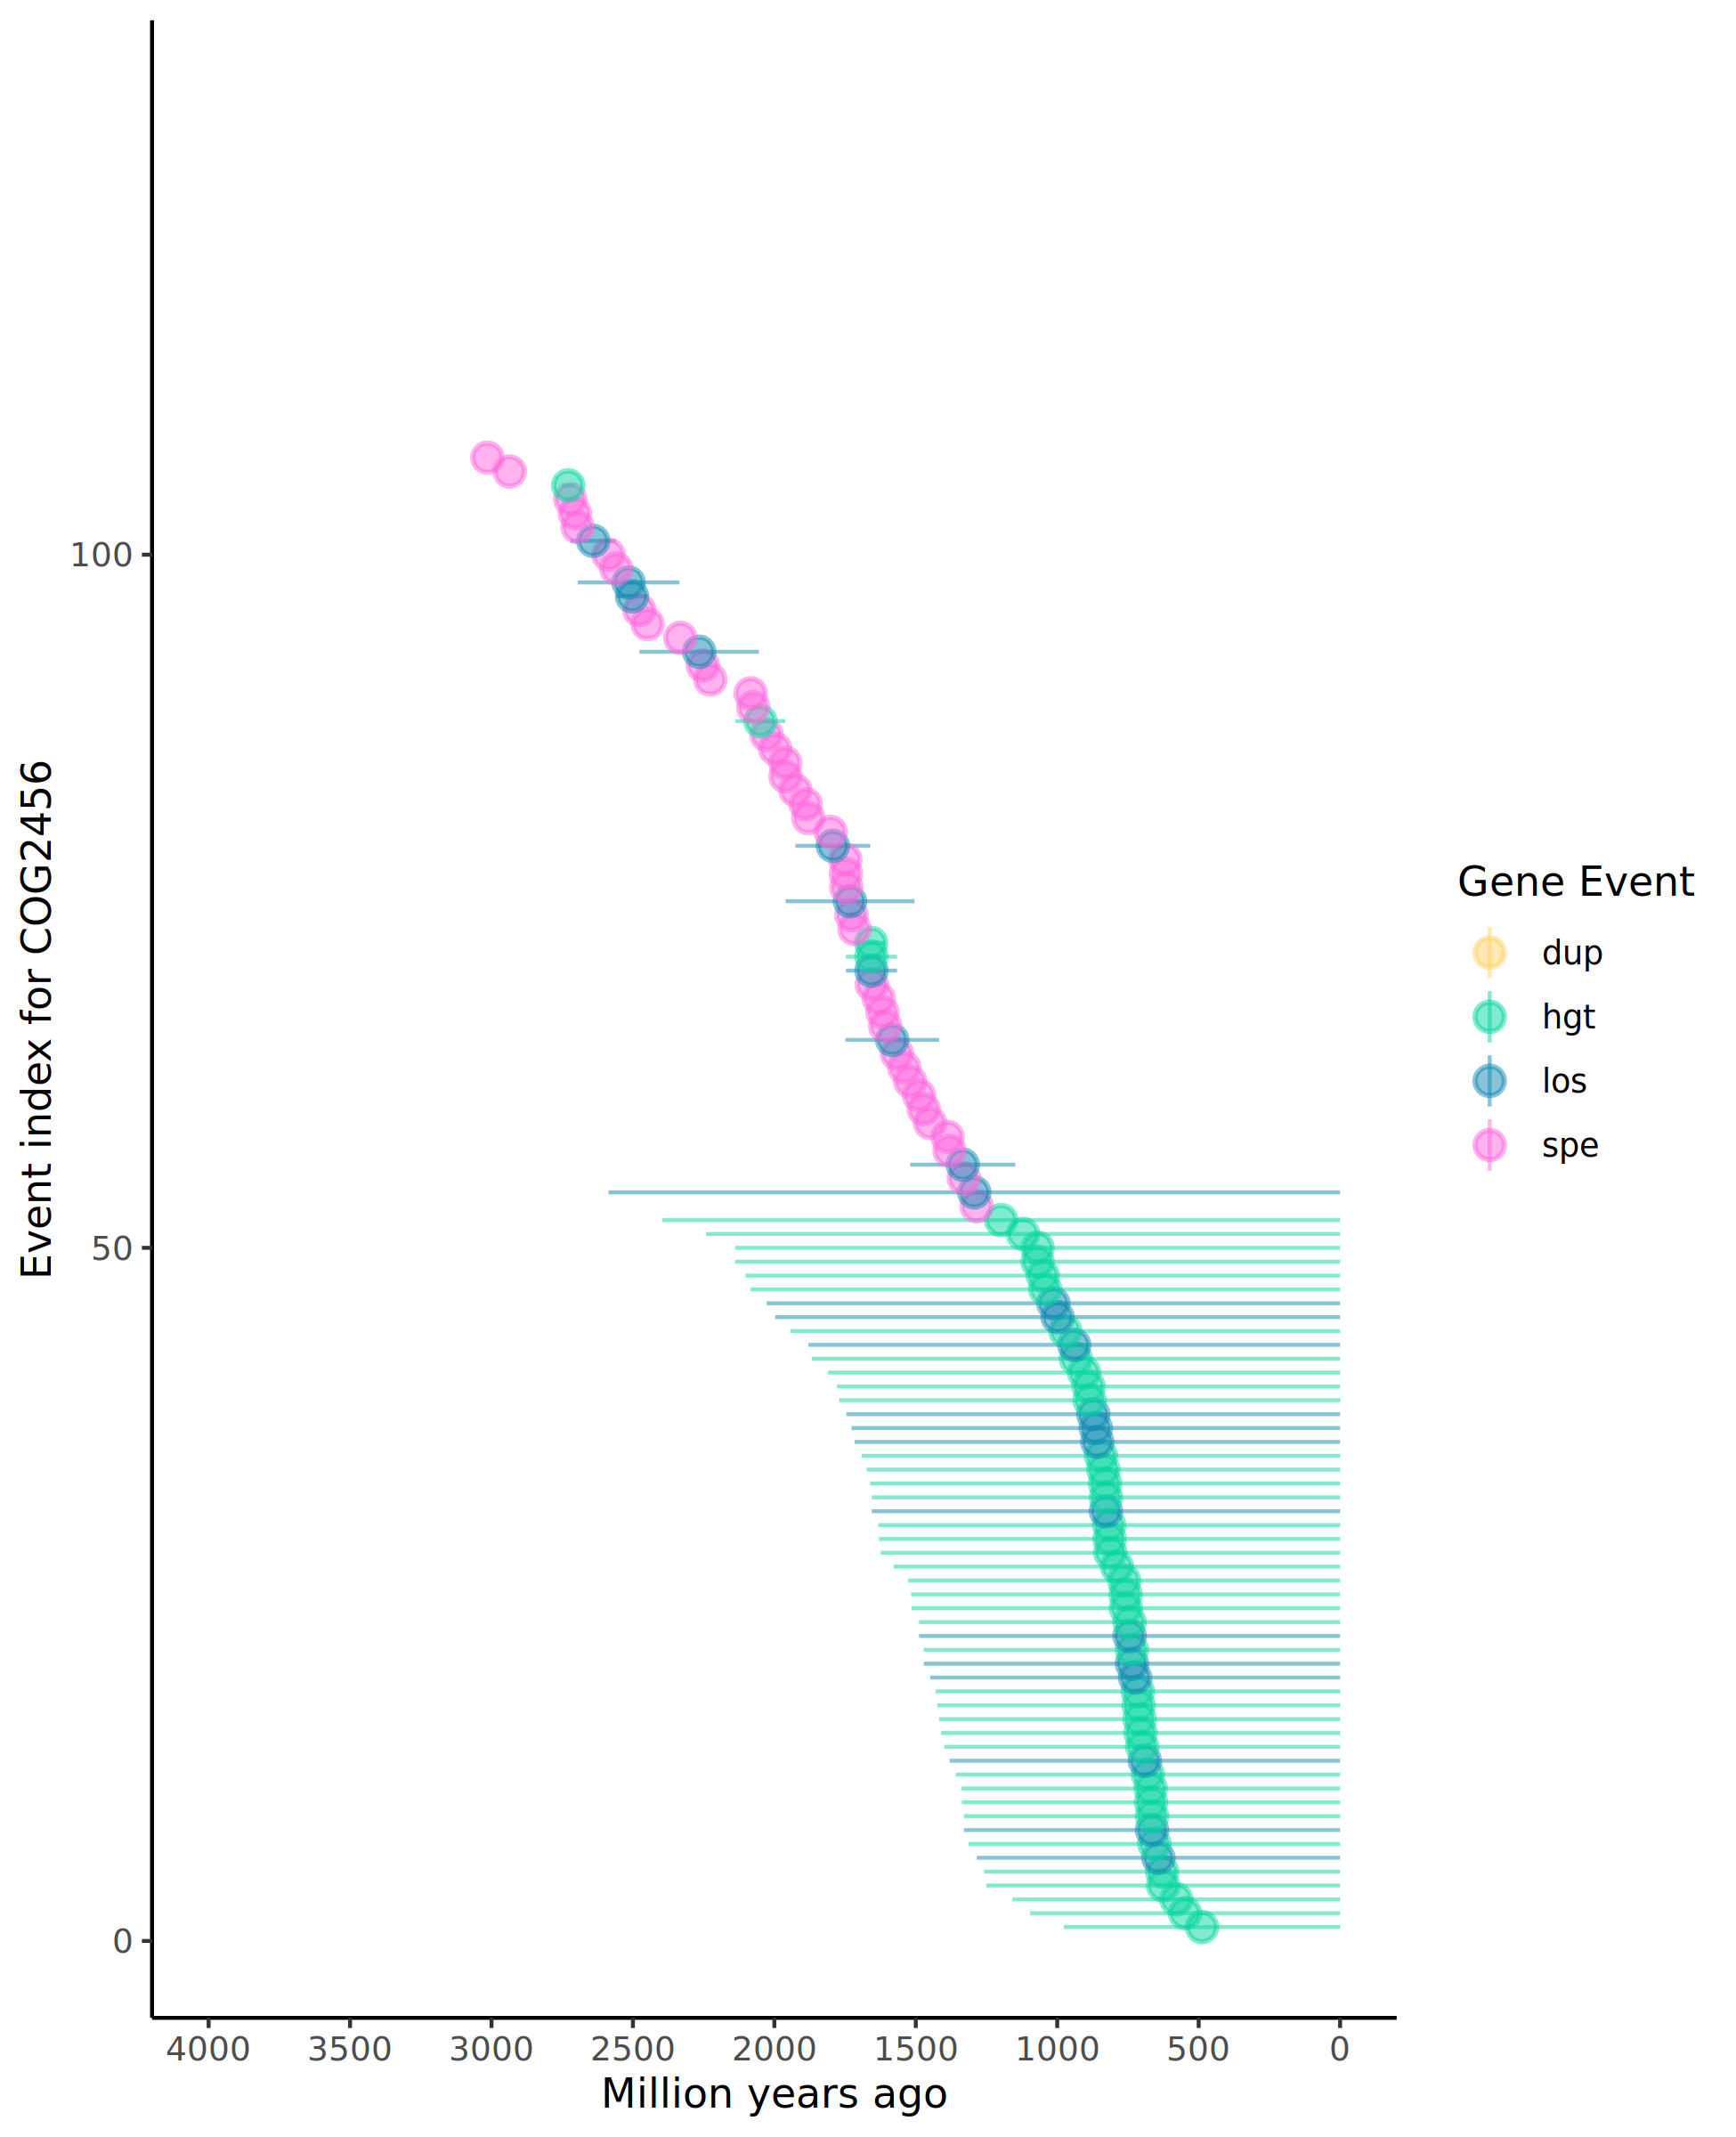 Event index for COG2456
100
50
0
4000 3500 3000 2500 2000 1500 1000 500 0
Million years ago
Gene Event
dup
hgt
los
spe